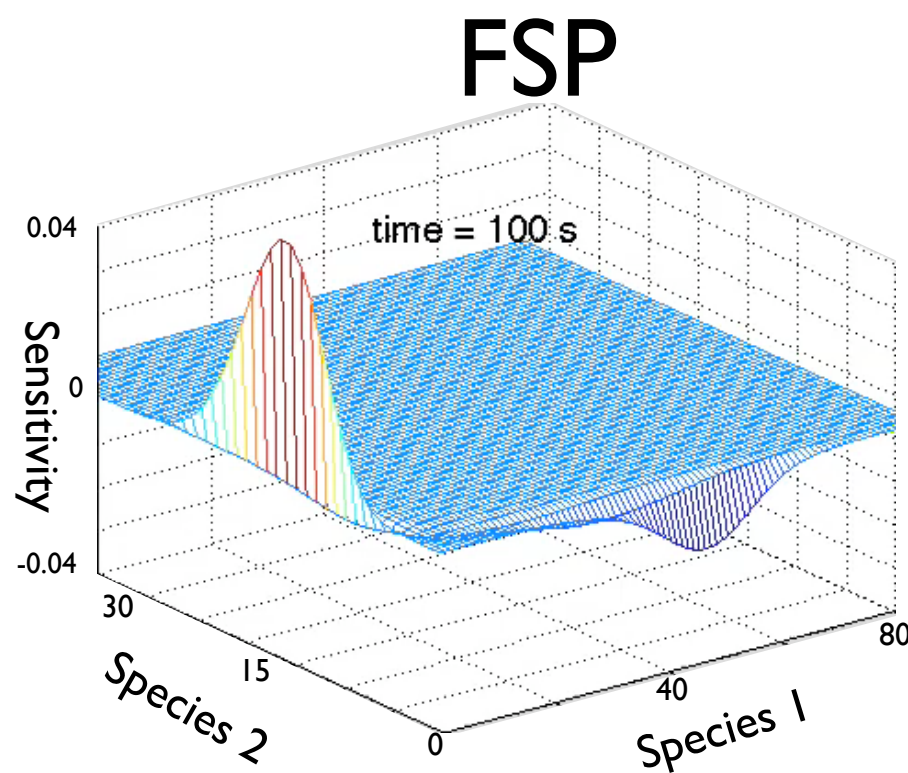 FSP
time = 100 s
0.04
0
-0.04
Sensitivity
30
15
0
40
80
Species 2
Species 1